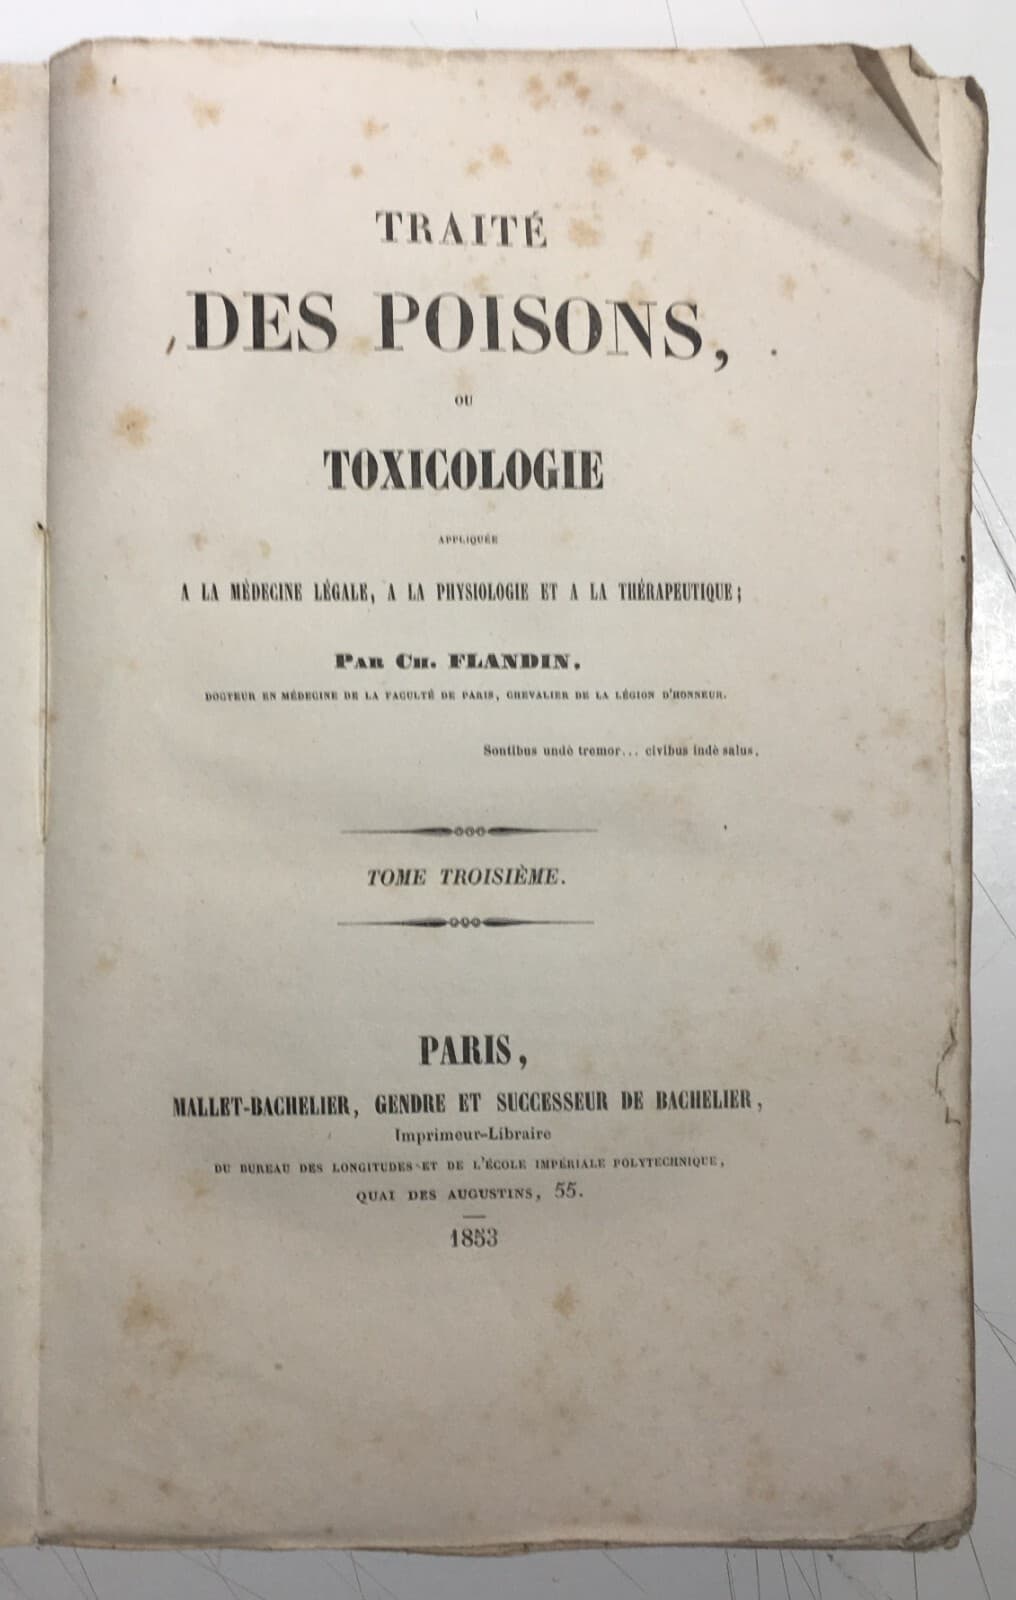 TRAITÉ
DES POISONS,
OU
TOXICOLOGIE
APPLIQUÉE
A LA MÉDECINE LÉGALE, A LA PHYSIOLOGIE ET A LA THÉRAPEUTIQUE;
PAR CH. FLANDIN,
DOCTEUR EN MÉDECINE DE LA FACULTÉ DE PARIS, CHEVALIER DE LA LÉGION D'HONNEUR.
Sontibus undè tremor... civibus indè salus.
TOME TROISIÈME.
PARIS,
MALLET-BACHELIER, GENDRE ET SUCCESSEUR DE BACHELIER,
Imprimeur-Libraire
DU BUREAU DES LONGITUDES ET DE L'ÉCOLE IMPÉRIALE POLYTECHNIQUE,
QUAI DES AUGUSTINS, 55.
1853